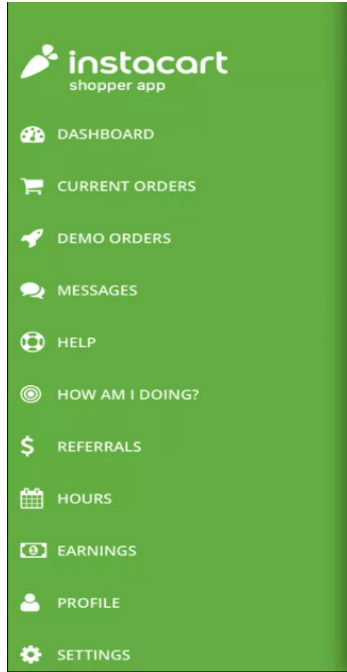 instacart
shopper app
DASHBOARD
CURRENT ORDERS
DEMO ORDERS
MESSAGES
HELP
HOW AM I DOING?
$ REFERRALS
HOURS
EARNINGS
PROFILE
SETTINGS